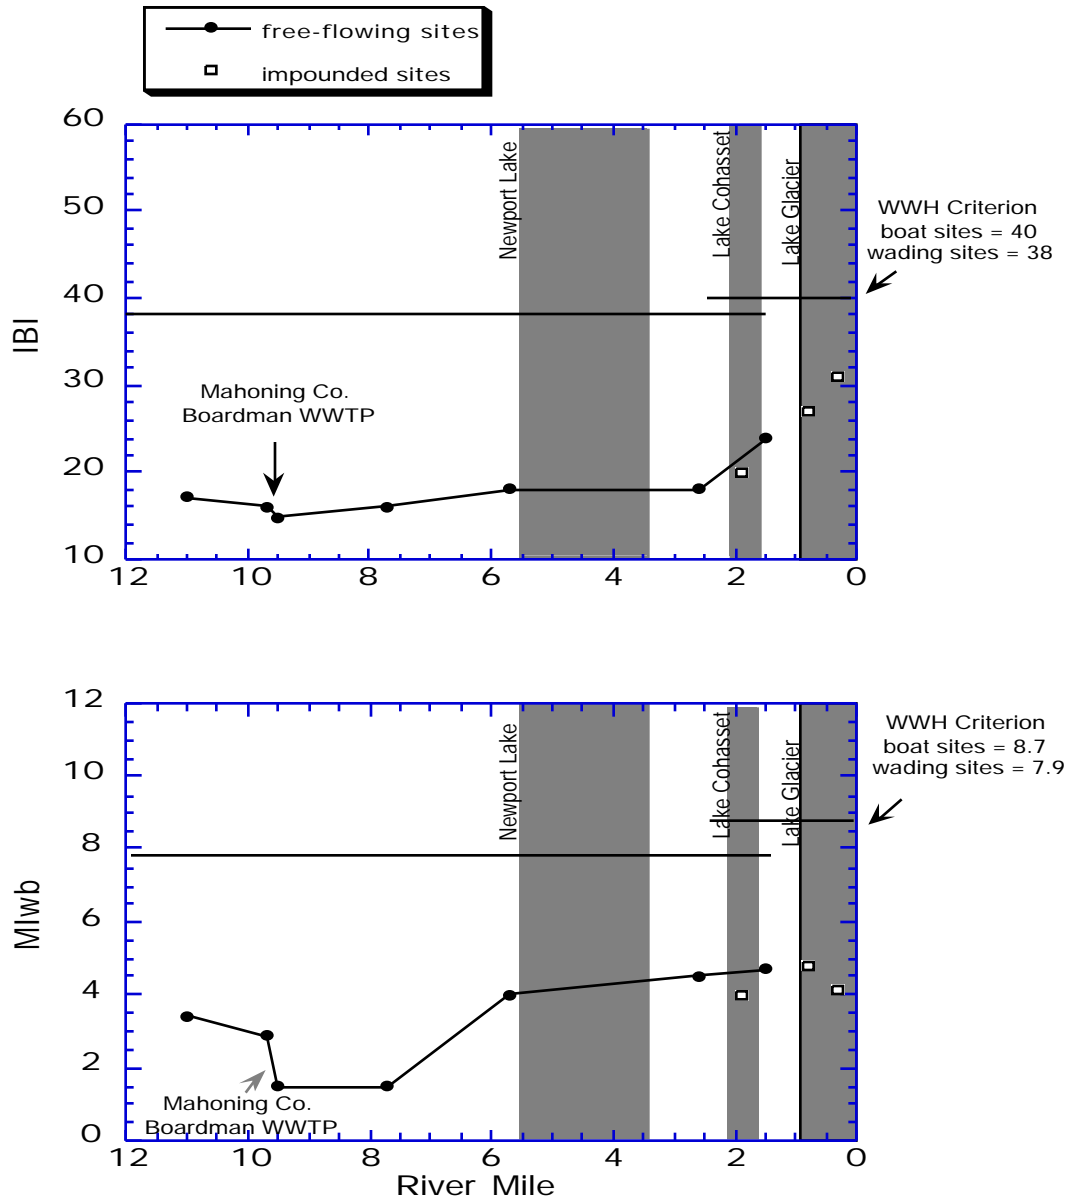 free-flowing sites
impounded sites
60
50
40
30
20
10
IBI
Newport Lake
Lake Cohasset
Lake Glacier
WWH Criterion
boat sites = 40
wading sites = 38
Mahoning Co.
Boardman WWTP
12 10 8 6 4 2 0
12
10
8
6
4
2
0
MIwb
Newport Lake
Lake Cohasset
Lake Glacier
WWH Criterion
boat sites = 8.7
wading sites = 7.9
Mahoning Co.
Boardman WWTP
12 10 8 6 4 2 0
River Mile